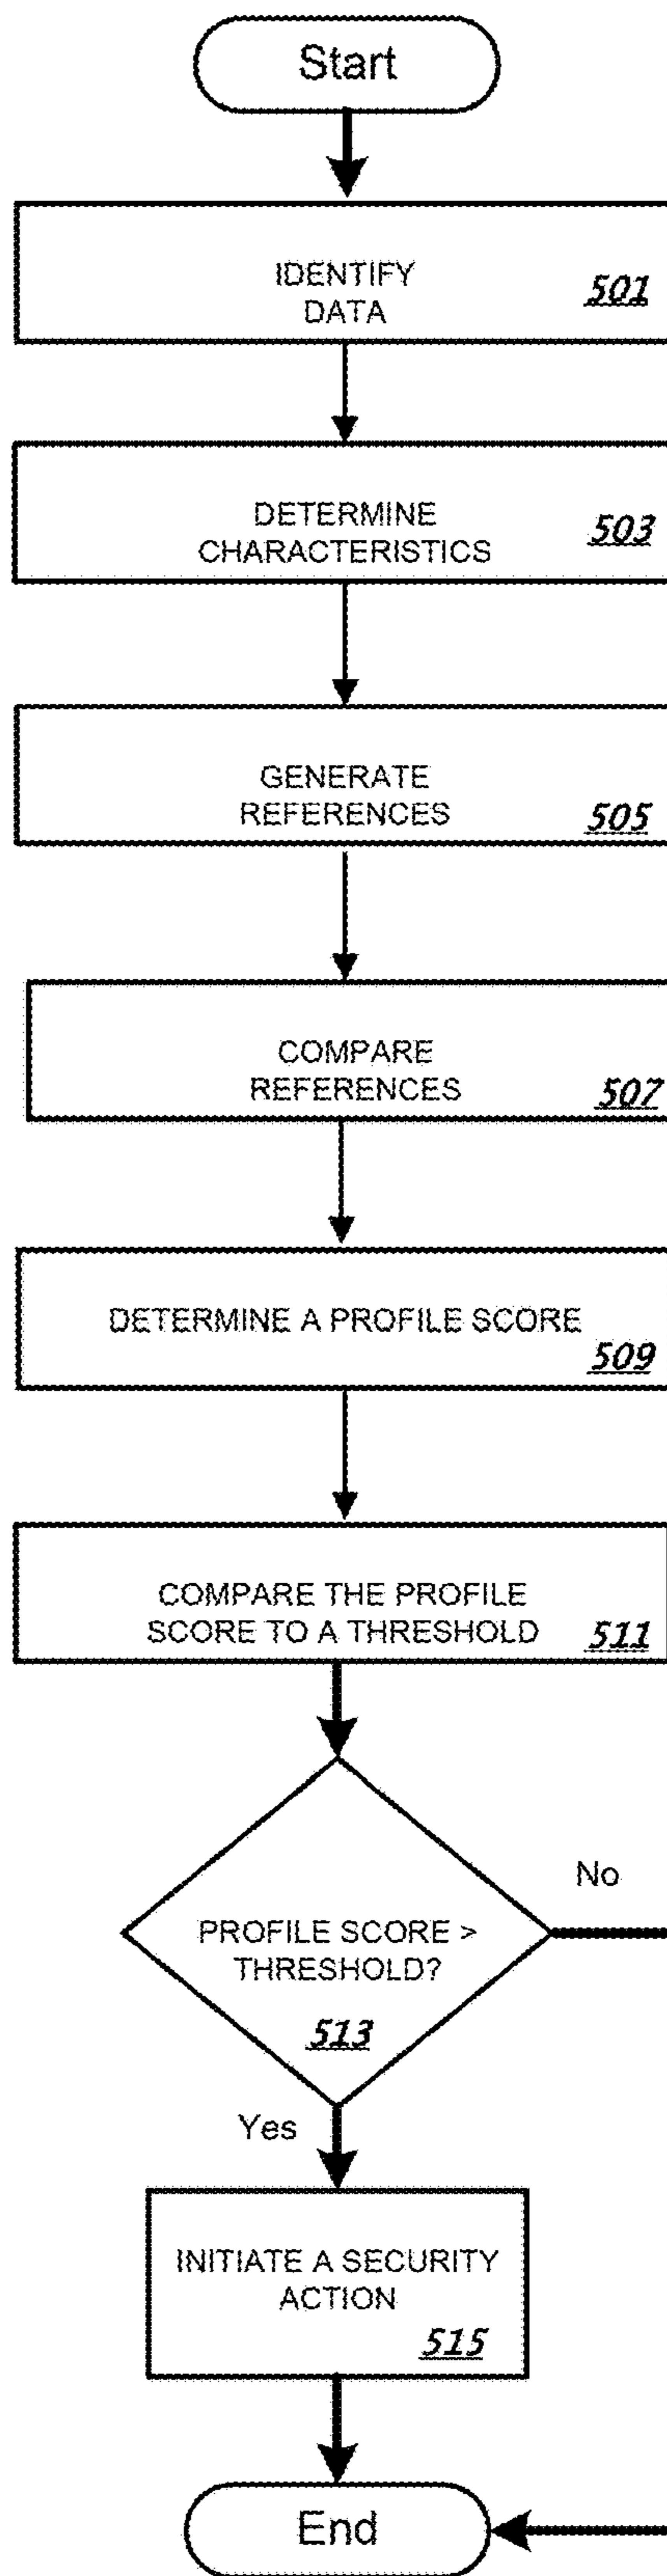 Start
IDENTIFY
DATA
501
DETERMINE
CHARACTERISTICS
503
GENERATE
REFERENCES
505
COMPARE
REFERENCES
507
DETERMINE A PROFILE SCORE
509
COMPARE THE PROFILE
SCORE TO A THRESHOLD
511
No
PROFILE SCORE >
THRESHOLD?
513
Yes
INITIATE A SECURITY
ACTION
515
End